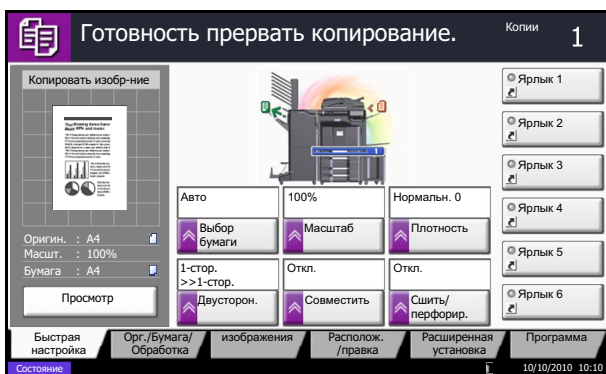 Готовность прервать копирование.
Копии
1
Копировать изобр-ние
Оригин. : A4
Масшт. : 100%
Бумага : A4
Просмотр
1
Авто
100%
Нормальн. 0
Выбор
бумаги
Масштаб
Плотность
1-стор.
>>1-стор.
Откл.
Откл.
Двусторон.
Совместить
Сшить/
перфорир.
Ярлык 1
Ярлык 2
Ярлык 3
Ярлык 4
Ярлык 5
Ярлык 6
Быстрая
настройка
Орг./Бумага/
Обработка
изображения
Располож.
/правка
Расширенная
установка
Программа
Состояние
10/10/2010 10:10